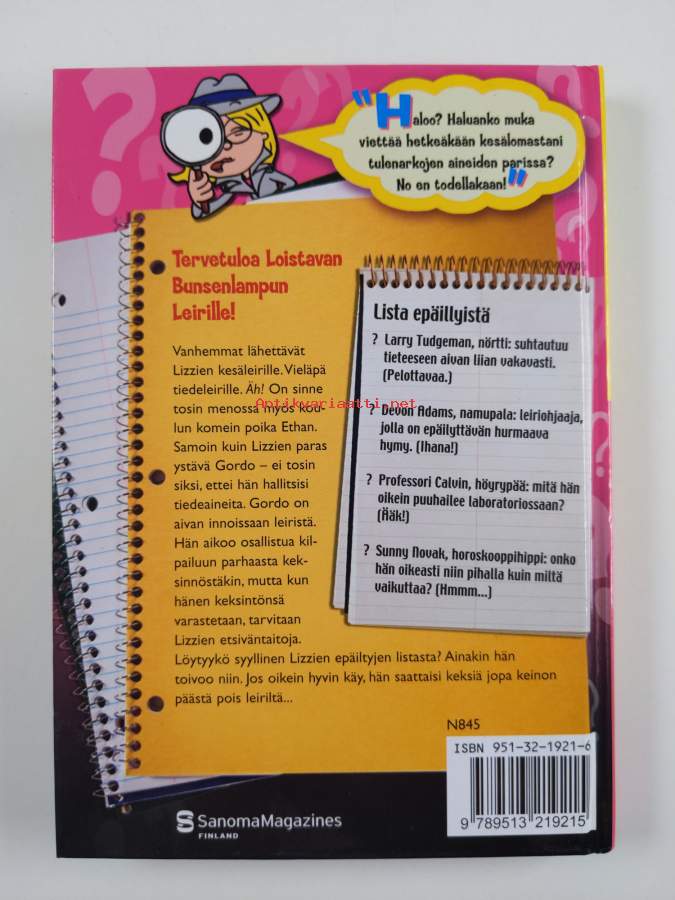 "Haloo? Haluanko muka
viettää hetkeäkään kesälomastani
tulenarkojen aineiden parissa?
No en todellakaan!"
Tervetuloa Loistavan
Bunsenlampun
Leirille!
Vanhemmat lähettävät
Lizzien kesäleirille. Vieläpä
tiedeleirille. Äh! On sinne
tosin menossa myös kou-
lun komein poika Ethan.
Samoin kuin Lizzien paras
ystävä Gordo – ei tosin
siksi, ettei hän hallitsisi
tiedeaineita. Gordo on
aivan innoissaan leiristä.
Hän aikoo osallistua kil-
pailuun parhaasta kek-
sinnöstäkin, mutta kun
hänen keksintönsä
varastetaan, tarvitaan
Lizzien etsiväntaitoja.
Löytyykö syyllinen Lizzien epäiltyjen listasta? Ainakin hän
toivoo niin. Jos oikein hyvin käy, hän saattaisi keksiä jopa keinon
päästä pois leiriltä...
Lista epäillyistä
? Larry Tudgeman, nörtti: suhtautuu
tieteeseen aivan liian vakavasti.
(Pelottavaa.)
? Devon Adams, namupala: leiriohjaaja,
jolla on epäilyttävän hurmaava
hymy. (Ihana!)
? Professori Calvin, höyrypää: mitä hän
oikein puuhailee laboratoriossaan?
(Ääk!)
? Sunny Novak, horoskooppihippi: onko
hän oikeasti niin pihalla kuin miltä
vaikuttaa? (Hmmm...)
Antikvariaatti.net
N845
ISBN 951-32-1921-6
9 789513 219215
SanomaMagazines
FINLAND